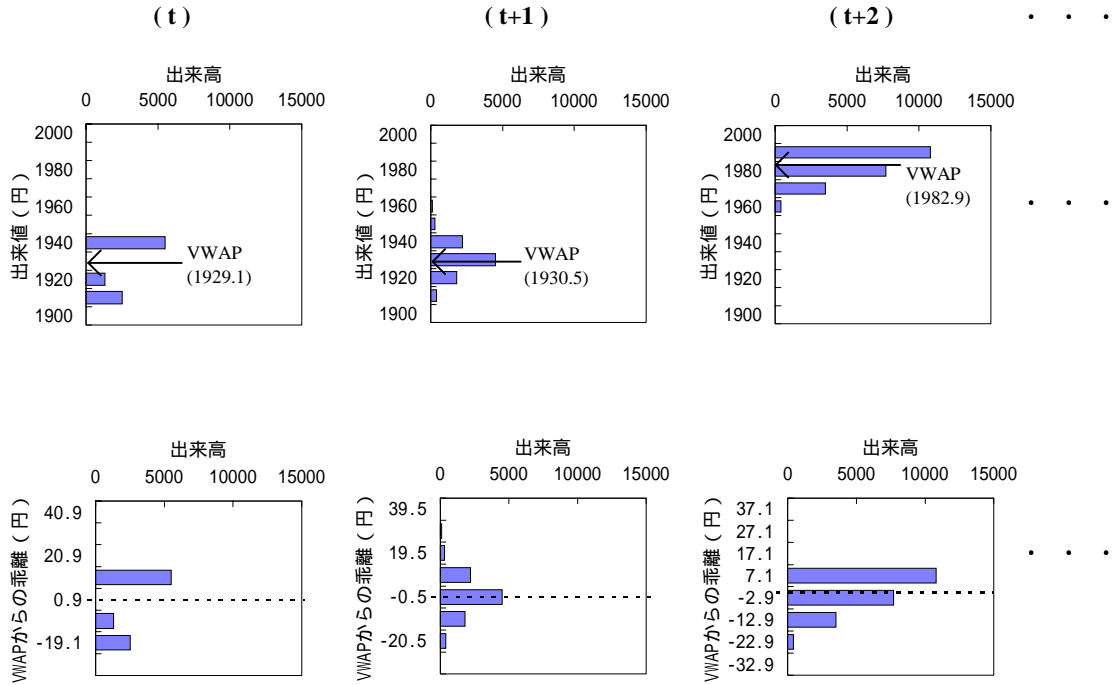 ( t )
( t+1 )
( t+2 )
・ ・ ・
出来高
0 5000 10000 15000
出来値(円)
2000
1980
1960
1940
1920
1900
VWAP
(1929.1)
出来高
0 5000 10000 15000
出来値(円)
2000
1980
1960
1940
1920
1900
VWAP
(1930.5)
出来高
0 5000 10000 15000
出来値(円)
2000
1980
1960
1940
1920
1900
VWAP
(1982.9)
・ ・ ・
出来高
0 5000 10000 15000
VWAPからの乖離(円)
40.9
20.9
0.9
-19.1
出来高
0 5000 10000 15000
VWAPからの乖離(円)
39.5
19.5
-0.5
-20.5
出来高
0 5000 10000 15000
VWAPからの乖離(円)
37.1
27.1
17.1
7.1
-2.9
-12.9
-22.9
-32.9
・ ・ ・